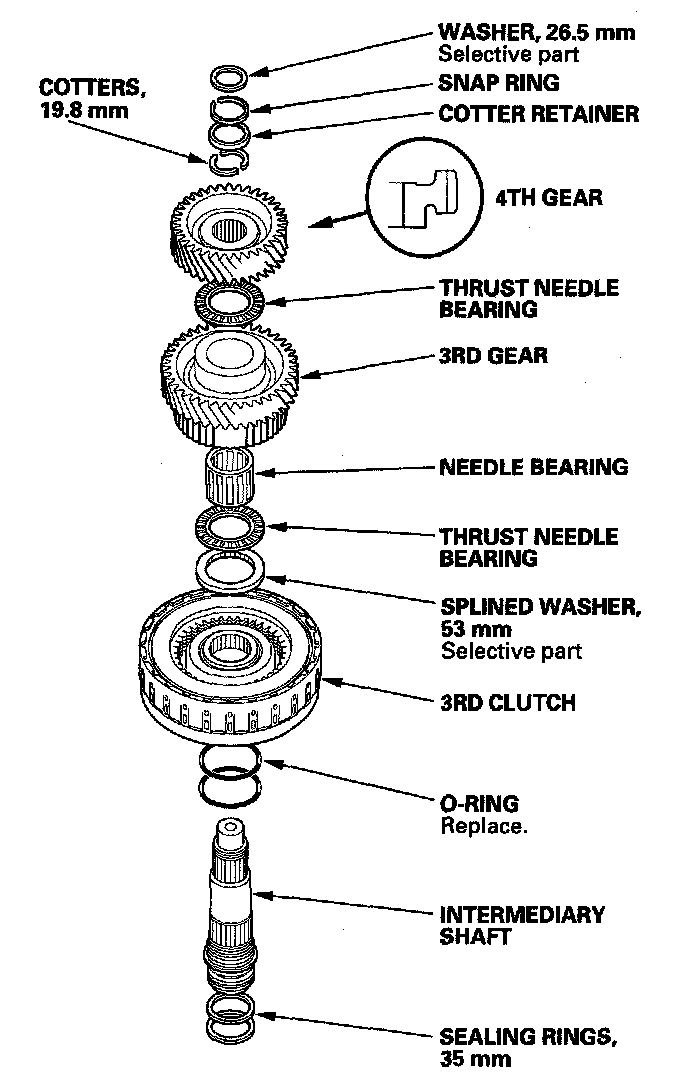 WASHER, 26.5 mm
Selective part
SNAP RING
COTTER RETAINER
COTTERS,
19.8 mm
4TH GEAR
THRUST NEEDLE
BEARING
3RD GEAR
NEEDLE BEARING
THRUST NEEDLE
BEARING
SPLINED WASHER,
53 mm
Selective part
3RD CLUTCH
O-RING
Replace.
INTERMEDIARY
SHAFT
SEALING RINGS,
35 mm